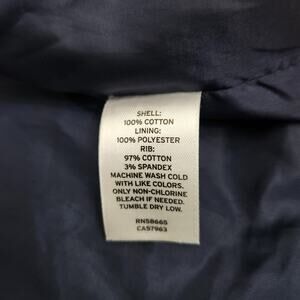 SHELL:
100% COTTON
LINING:
100% POLYESTER
RIB:
97% COTTON
3% SPANDEX
MACHINE WASH COLD
WITH LIKE COLORS.
ONLY NON-CHLORINE
BLEACH IF NEEDED.
TUMBLE DRY LOW.
RN58665
CA57963